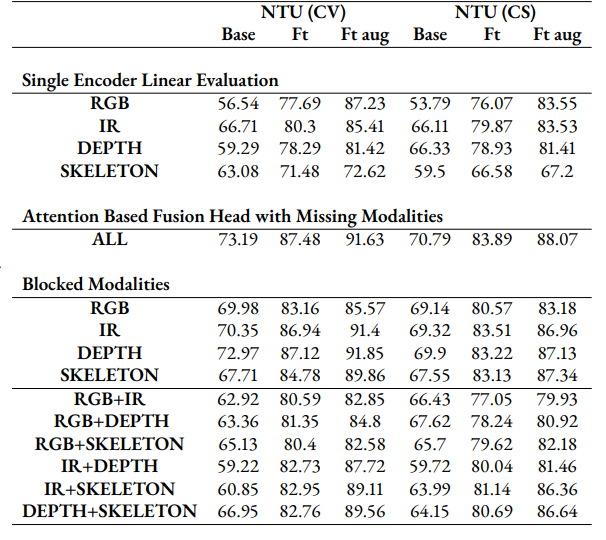 NTU (CV) NTU (CS)
Base Ft Ft aug Base Ft Ft aug
Single Encoder Linear Evaluation
RGB 56.54 77.69 87.23 53.79 76.07 83.55
IR 66.71 80.3 85.41 66.11 79.87 83.53
DEPTH 59.29 78.29 81.42 66.33 78.93 81.41
SKELETON 63.08 71.48 72.62 59.5 66.58 67.2
Attention Based Fusion Head with Missing Modalities
ALL 73.19 87.48 91.63 70.79 83.89 88.07
Blocked Modalities
RGB 69.98 83.16 85.57 69.14 80.57 83.18
IR 70.35 86.94 91.4 69.32 83.51 86.96
DEPTH 72.97 87.12 91.85 69.9 83.22 87.13
SKELETON 67.71 84.78 89.86 67.55 83.13 87.34
RGB+IR 62.92 80.59 82.85 66.43 77.05 79.93
RGB+DEPTH 63.36 81.35 84.8 67.62 78.24 80.92
RGB+SKELETON 65.13 80.4 82.58 65.7 79.62 82.18
IR+DEPTH 59.22 82.73 87.72 59.72 80.04 81.46
IR+SKELETON 60.85 82.95 89.11 63.99 81.14 86.36
DEPTH+SKELETON 66.95 82.76 89.56 64.15 80.69 86.64